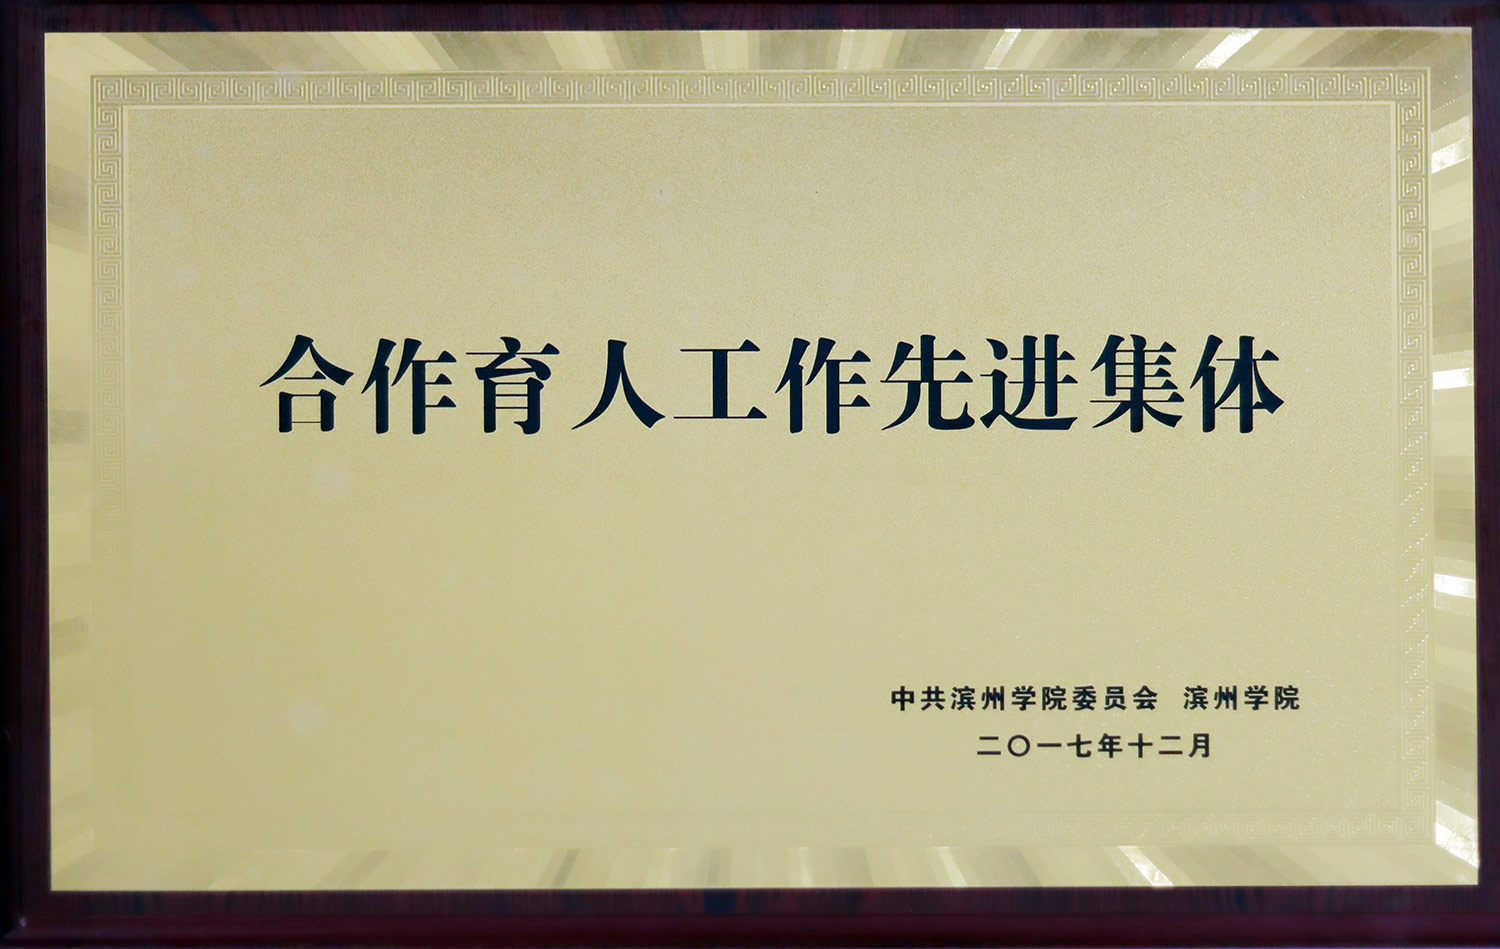 合作育人工作先进集体
中共滨州学院委员会 滨州学院
二〇一七年十二月